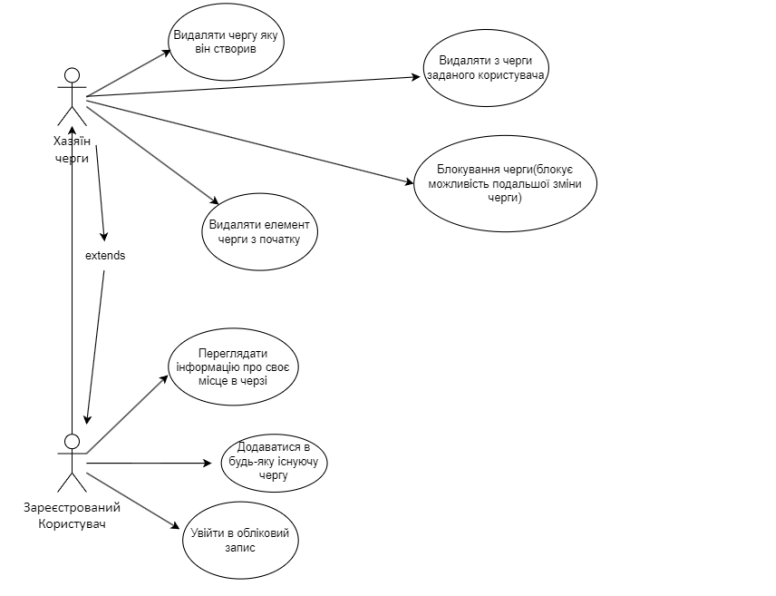 Видаляти чергу яку
він створив
Видаляти з черги
заданого користувача
Хазяїн
черги
Блокування черги(блокує
можливість подальшої зміни
черги)
Видаляти елемент
черги з початку
extends
Переглядати
інформацію про своє
місце в черзі
Додаватися в
будь-яку існуючу
чергу
Зареєстрований
Користувач
Увійти в обліковий
запис